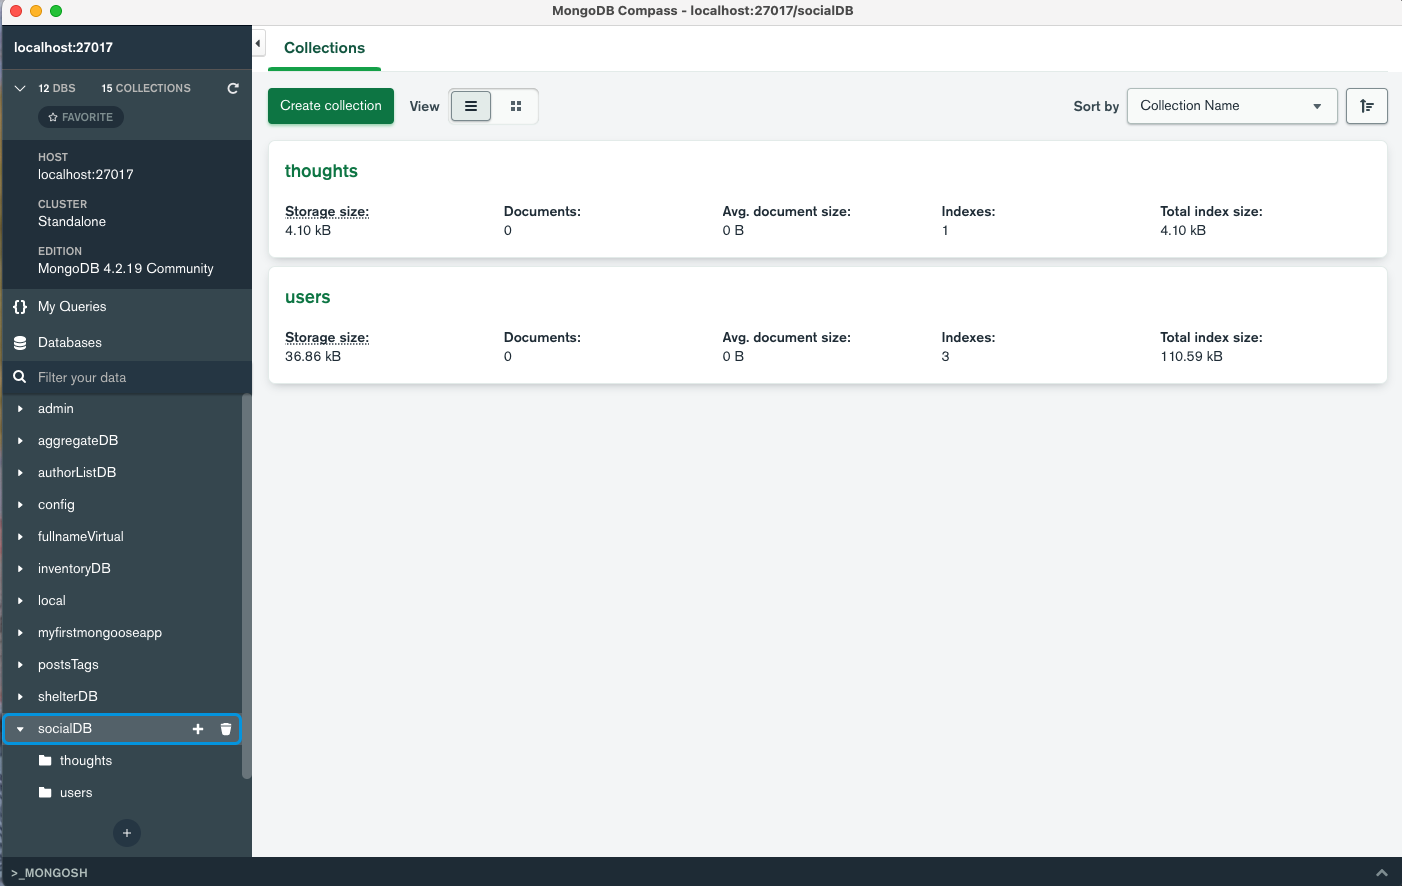 MongoDB Compass - localhost:27017/socialDB
localhost:27017
12 DBS 15 COLLECTIONS
FAVORITE
HOST
localhost:27017
CLUSTER
Standalone
EDITION
MongoDB 4.2.19 Community
{} My Queries
Databases
Filter your data
admin
aggregateDB
authorListDB
config
fullnameVirtual
inventoryDB
local
myfirstmongooseapp
postsTags
shelterDB
socialDB
thoughts
users
>_MONGOSH
Collections
Create collection View Sort by Collection Name
thoughts
Storage size: Documents: Avg. document size: Indexes: Total index size:
4.10 kB 0 0 B 1 4.10 kB
users
Storage size: Documents: Avg. document size: Indexes: Total index size:
36.86 kB 0 0 B 3 110.59 kB